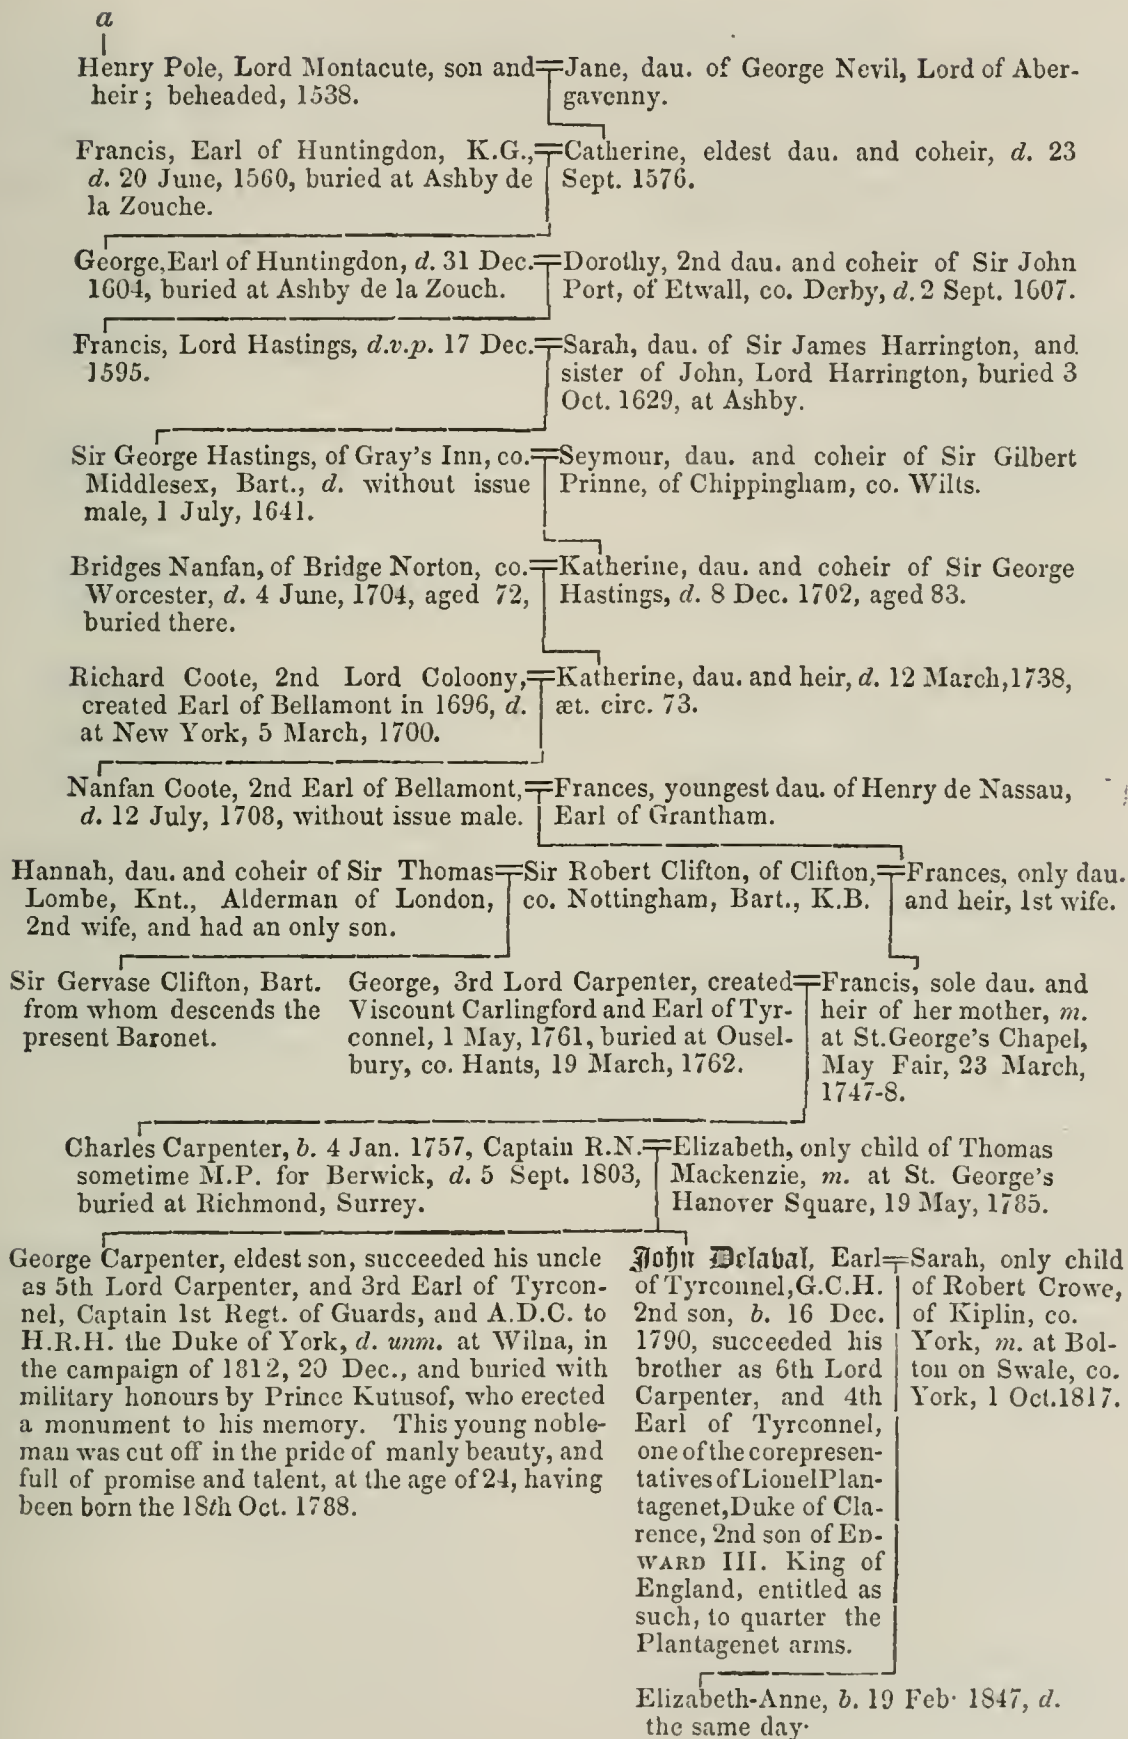 a
Henry Pole, Lord Montacute, son and
heir; beheaded, 1538.
Jane, dau. of George Nevil, Lord of Aber-
gavenny.
Francis, Earl of Huntingdon, K.G.,
d. 20 June, 1560, buried at Ashby de
la Zouche.
Catherine, eldest dau. and coheir, d. 23
Sept. 1576.
George, Earl of Huntingdon, d. 31 Dec.
1604, buried at Ashby de la Zouch.
Dorothy, 2nd dau. and coheir of Sir John
Port, of Etwall, co. Derby, d. 2 Sept. 1607.
Francis, Lord Hastings, d.v.p. 17 Dec.
1595.
Sarah, dau. of Sir James Harrington, and
sister of John, Lord Harrington, buried 3
Oct. 1629, at Ashby.
Sir George Hastings, of Gray's Inn, co.
Middlesex, Bart., d. without issue
male, 1 July, 1641.
Seymour, dau. and coheir of Sir Gilbert
Prinne, of Chippingham, co. Wilts.
Bridges Nanfan, of Bridge Norton, co.
Worcester, d. 4 June, 1704, aged 72,
buried there.
Katherine, dau. and coheir of Sir George
Hastings, d. 8 Dec. 1702, aged 83.
Richard Coote, 2nd Lord Coloony,
created Earl of Bellamont in 1696, d.
at New York, 5 March, 1700.
Katherine, dau. and heir, d. 12 March, 1738,
æt. circ. 73.
Nanfan Coote, 2nd Earl of Bellamont,
d. 12 July, 1708, without issue male.
Frances, youngest dau. of Henry de Nassau,
Earl of Grantham.
Hannah, dau. and coheir of Sir Thomas
Lombe, Knt., Alderman of London,
2nd wife, and had an only son.
Sir Robert Clifton, of Clifton,
co. Nottingham, Bart., K.B.
Frances, only dau.
and heir, 1st wife.
Sir Gervase Clifton, Bart.
from whom descends the
present Baronet.
George, 3rd Lord Carpenter, created
Viscount Carlingford and Earl of Tyr-
connel, 1 May, 1761, buried at Ousel-
bury, co. Hants, 19 March, 1762.
Francis, sole dau. and
heir of her mother, m.
at St. George's Chapel,
May Fair, 23 March,
1747-8.
Charles Carpenter, b. 4 Jan. 1757, Captain R.N.
sometime M.P. for Berwick, d. 5 Sept. 1803,
buried at Richmond, Surrey.
Elizabeth, only child of Thomas
Mackenzie, m. at St. George's
Hanover Square, 19 May, 1785.
George Carpenter, eldest son, succeeded his uncle
as 5th Lord Carpenter, and 3rd Earl of Tyrcon-
nel, Captain 1st Regt. of Guards, and A.D.C. to
H.R.H. the Duke of York, d. unm. at Wilna, in
the campaign of 1812, 20 Dec., and buried with
military honours by Prince Kutusof, who erected
a monument to his memory. This young noble-
man was cut off in the pride of manly beauty, and
full of promise and talent, at the age of 24, having
been born the 18th Oct. 1788.
John Delabal, Earl
of Tyrconnel, G.C.H.
2nd son, b. 16 Dec.
1790, succeeded his
brother as 6th Lord
Carpenter, and 4th
Earl of Tyrconnel,
one of the corepresen-
tatives of Lionel Plan-
tagenet, Duke of Cla-
rence, 2nd son of ED-
WARD III. King of
England, entitled as
such, to quarter the
Plantagenet arms.
Sarah, only child
of Robert Crowe,
of Kiplin, co.
York, m. at Bol-
ton on Swale, co.
York, 1 Oct. 1817.
Elizabeth-Anne, b. 19 Feb. 1847, d.
the same day.